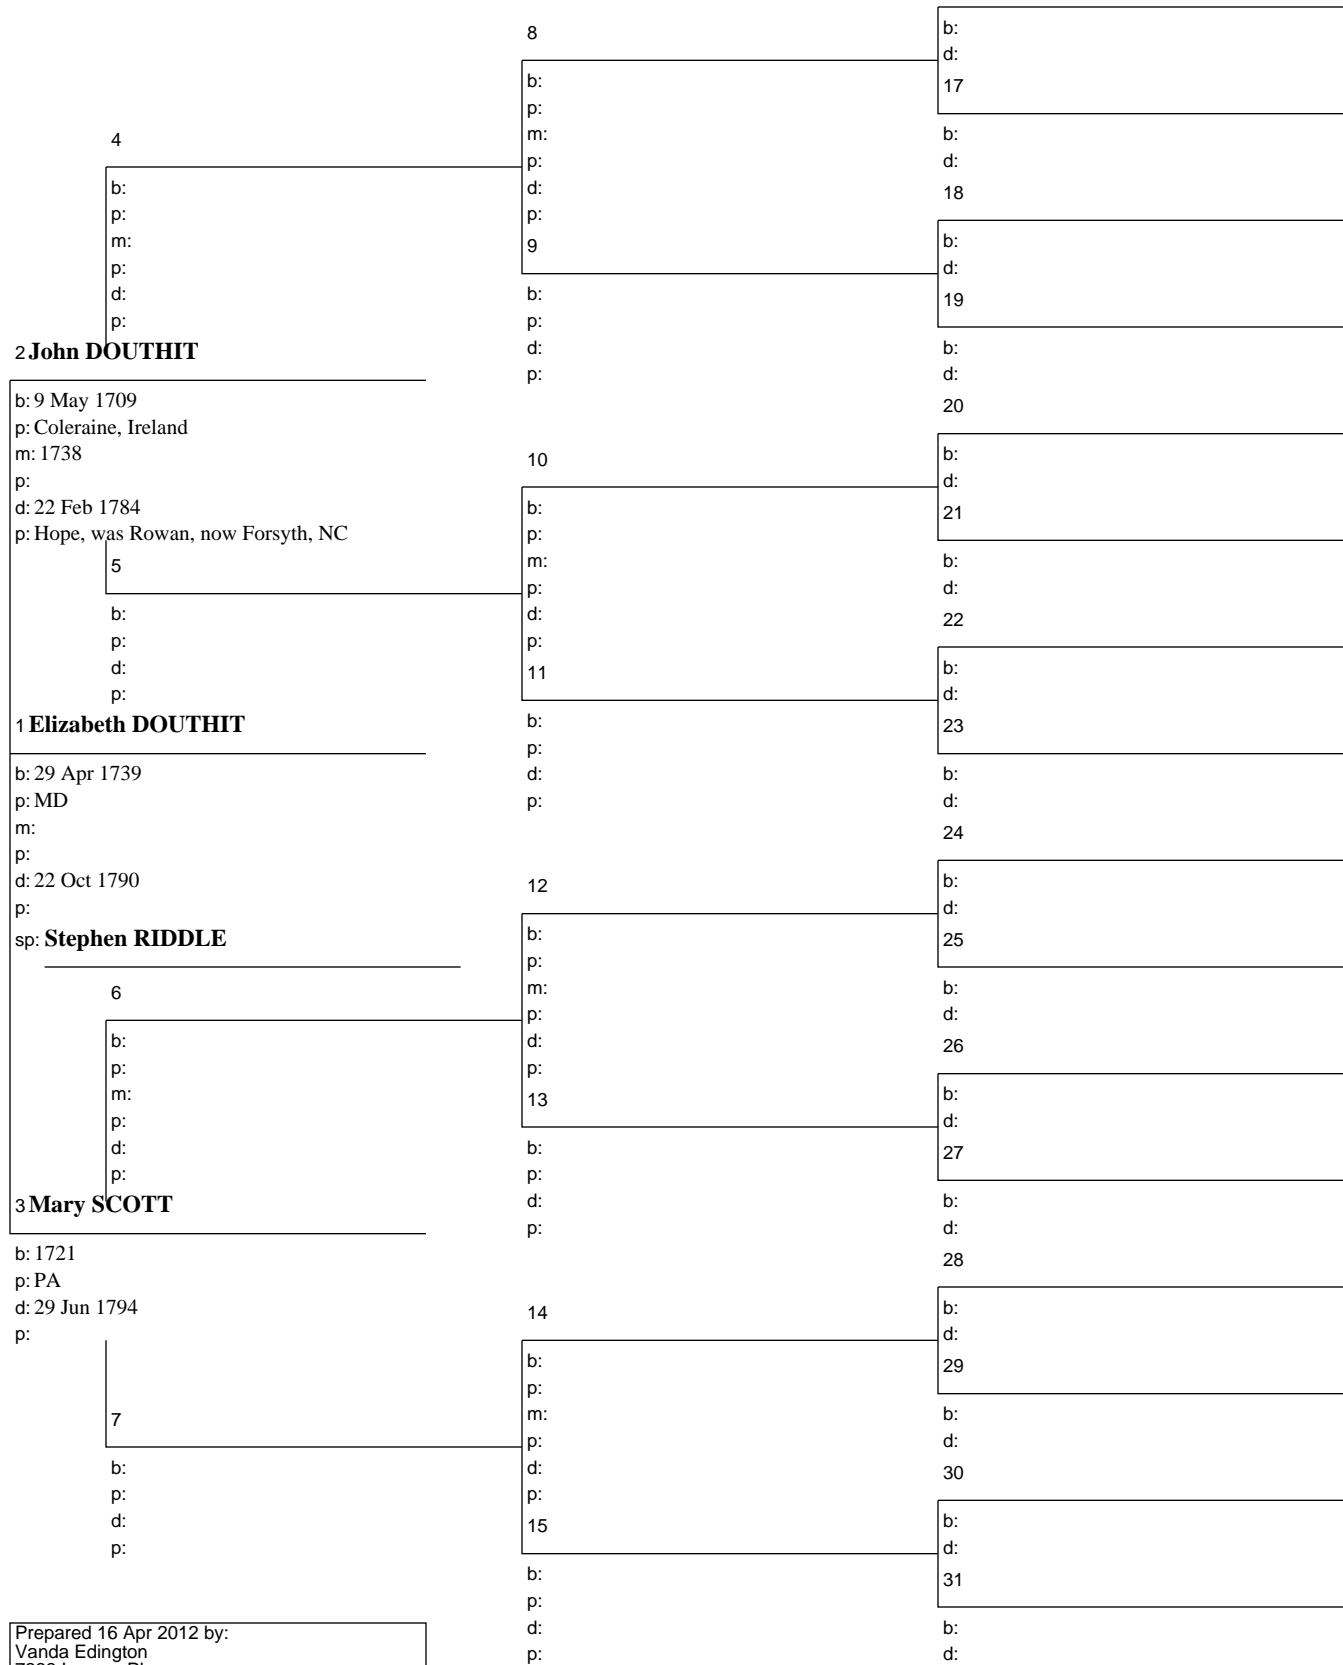 4
b:
p:
m:
p:
d:
p:
2 John DOUTHIT
b: 9 May 1709
p: Coleraine, Ireland
m: 1738
p:
d: 22 Feb 1784
p: Hope, was Rowan, now Forsyth, NC
5
b:
p:
d:
p:
1 Elizabeth DOUTHIT
b: 29 Apr 1739
p: MD
m:
p:
d: 22 Oct 1790
p:
sp: Stephen RIDDLE
6
b:
p:
m:
p:
d:
p:
3 Mary SCOTT
b: 1721
p: PA
d: 29 Jun 1794
p:
7
b:
p:
d:
p:
Prepared 16 Apr 2012 by:
Vanda Edington
8
b:
p:
m:
p:
d:
p:
9
b:
p:
d:
p:
10
b:
p:
m:
p:
d:
p:
11
b:
p:
d:
p:
12
b:
p:
m:
p:
d:
p:
13
b:
p:
d:
p:
14
b:
p:
m:
p:
d:
p:
15
b:
p:
d:
p:
b:
d:
17
b:
d:
18
b:
d:
19
b:
d:
20
b:
d:
21
b:
d:
22
b:
d:
23
b:
d:
24
b:
d:
25
b:
d:
26
b:
d:
27
b:
d:
28
b:
d:
29
b:
d:
30
b:
d:
31
b:
d: